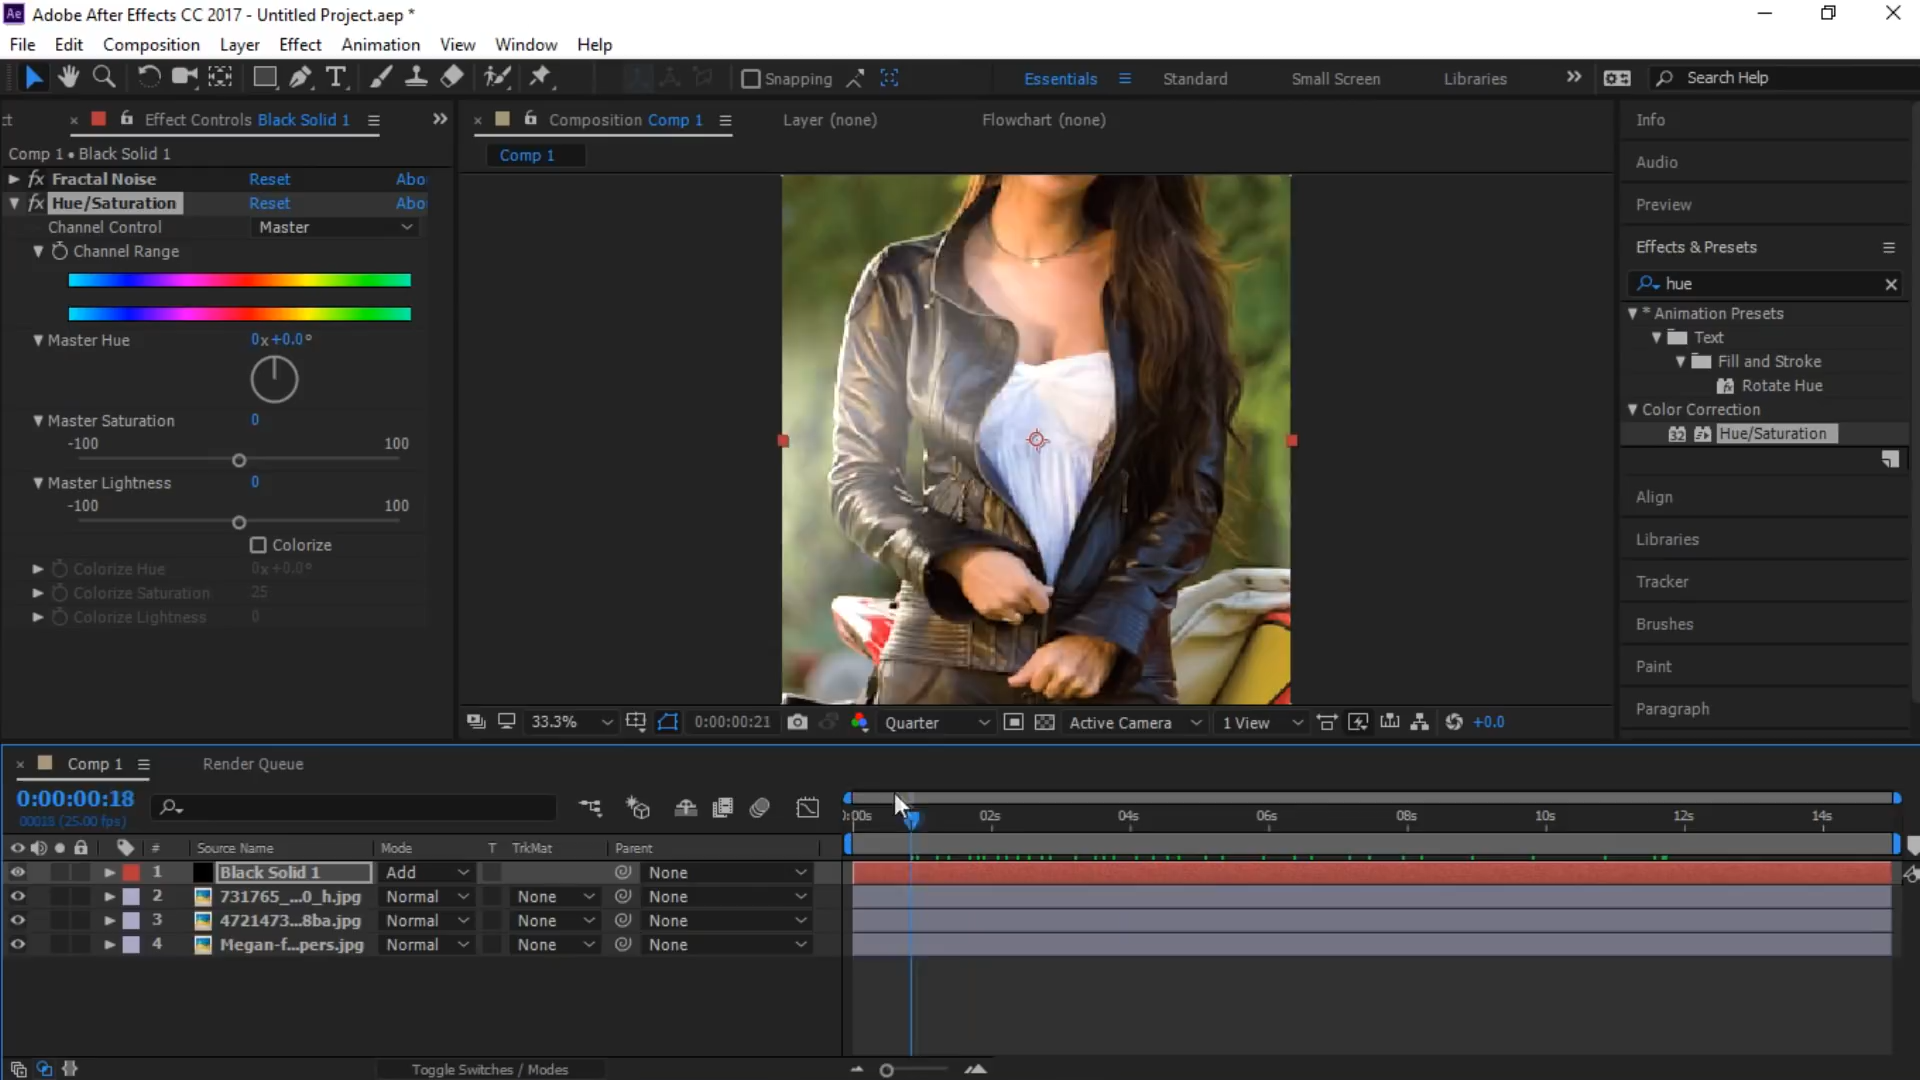 Ae Adobe After Effects CC 2017 - Untitled Project.aep *
File Edit Composition Layer Effect Animation View Window Help
T Snapping Essentials Standard Small Screen Libraries Search Help
ct × Effect Controls Black Solid 1
× Composition Comp 1 Layer (none) Flowchart (none)
Comp 1 • Black Solid 1
Comp 1
fx Fractal Noise Reset Abo
fx Hue/Saturation Reset Abo
Channel Control Master
Channel Range
Master Hue 0x+0.0°
Master Saturation 0
-100 100
Master Lightness 0
-100 100
Colorize
Colorize Hue 0x+0.0°
Colorize Saturation 25
Colorize Lightness 0
33.3% 0:00:00:21 Quarter Active Camera 1 View +0.0
Info
Audio
Preview
Effects & Presets
hue
* Animation Presets
Text
Fill and Stroke
Rotate Hue
Color Correction
32 Hue/Saturation
Align
Libraries
Tracker
Brushes
Paint
Paragraph
× Comp 1 Render Queue
0:00:00:18
00018 (25.00 fps)
):00s 02s 04s 06s 08s 10s 12s 14s
# Source Name Mode T TrkMat Parent
1 Black Solid 1 Add None
2 731765_...0_h.jpg Normal None None
3 4721473...8ba.jpg Normal None None
4 Megan-f...pers.jpg Normal None None
Toggle Switches / Modes